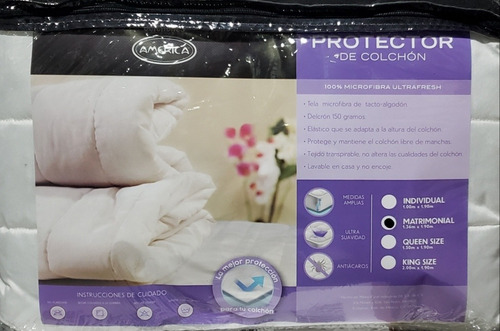 AMERICA
PROTECTOR
DE COLCHÓN
100% MICROFIBRA ULTRAFRESH
• Tela microfibra de tacto algodón
• Delcrón 150 gramos
• Elástico que se adapta a la altura del colchón
• Protege y mantiene el colchón libre de manchas
• Tejido transpirable, no altera las cualidades del colchón
• Lavable en casa y no encoje
MEDIDAS
AMPLIAS
ULTRA
SUAVIDAD
ANTIÁCAROS
INDIVIDUAL
1.00m x 1.90m
MATRIMONIAL
1.36m x 1.90m
QUEEN SIZE
1.50m x 1.90m
KING SIZE
2.00m x 1.90m
La mejor protección
para tu colchón
INSTRUCCIONES DE CUIDADO